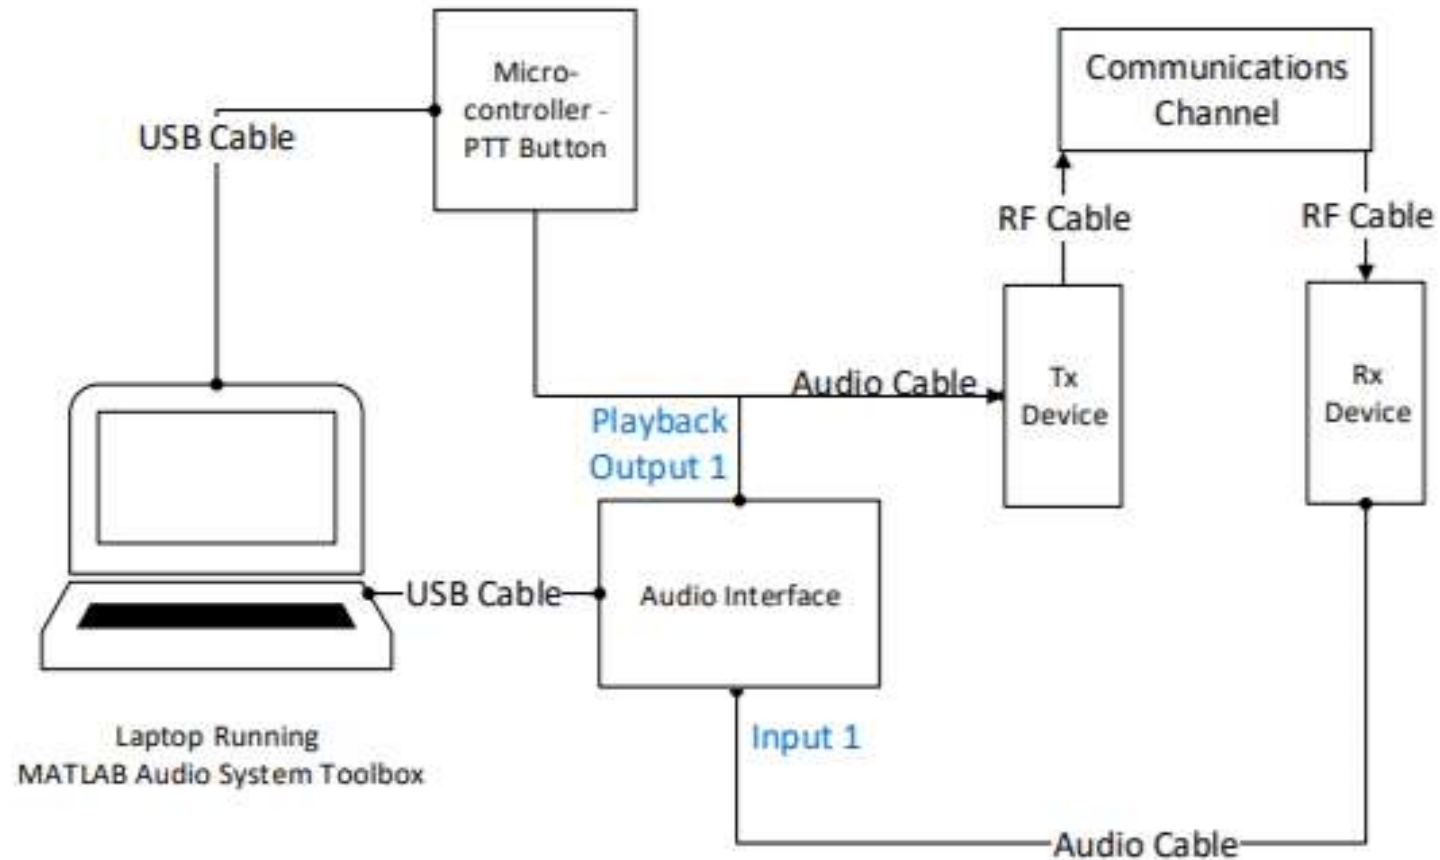 Micro-
controller -
PTT Button
Communications
Channel
USB Cable
RF Cable
RF Cable
Audio Cable
Tx
Device
Rx
Device
Playback
Output 1
USB Cable
Audio Interface
Input 1
Laptop Running
MATLAB Audio System Toolbox
Audio Cable